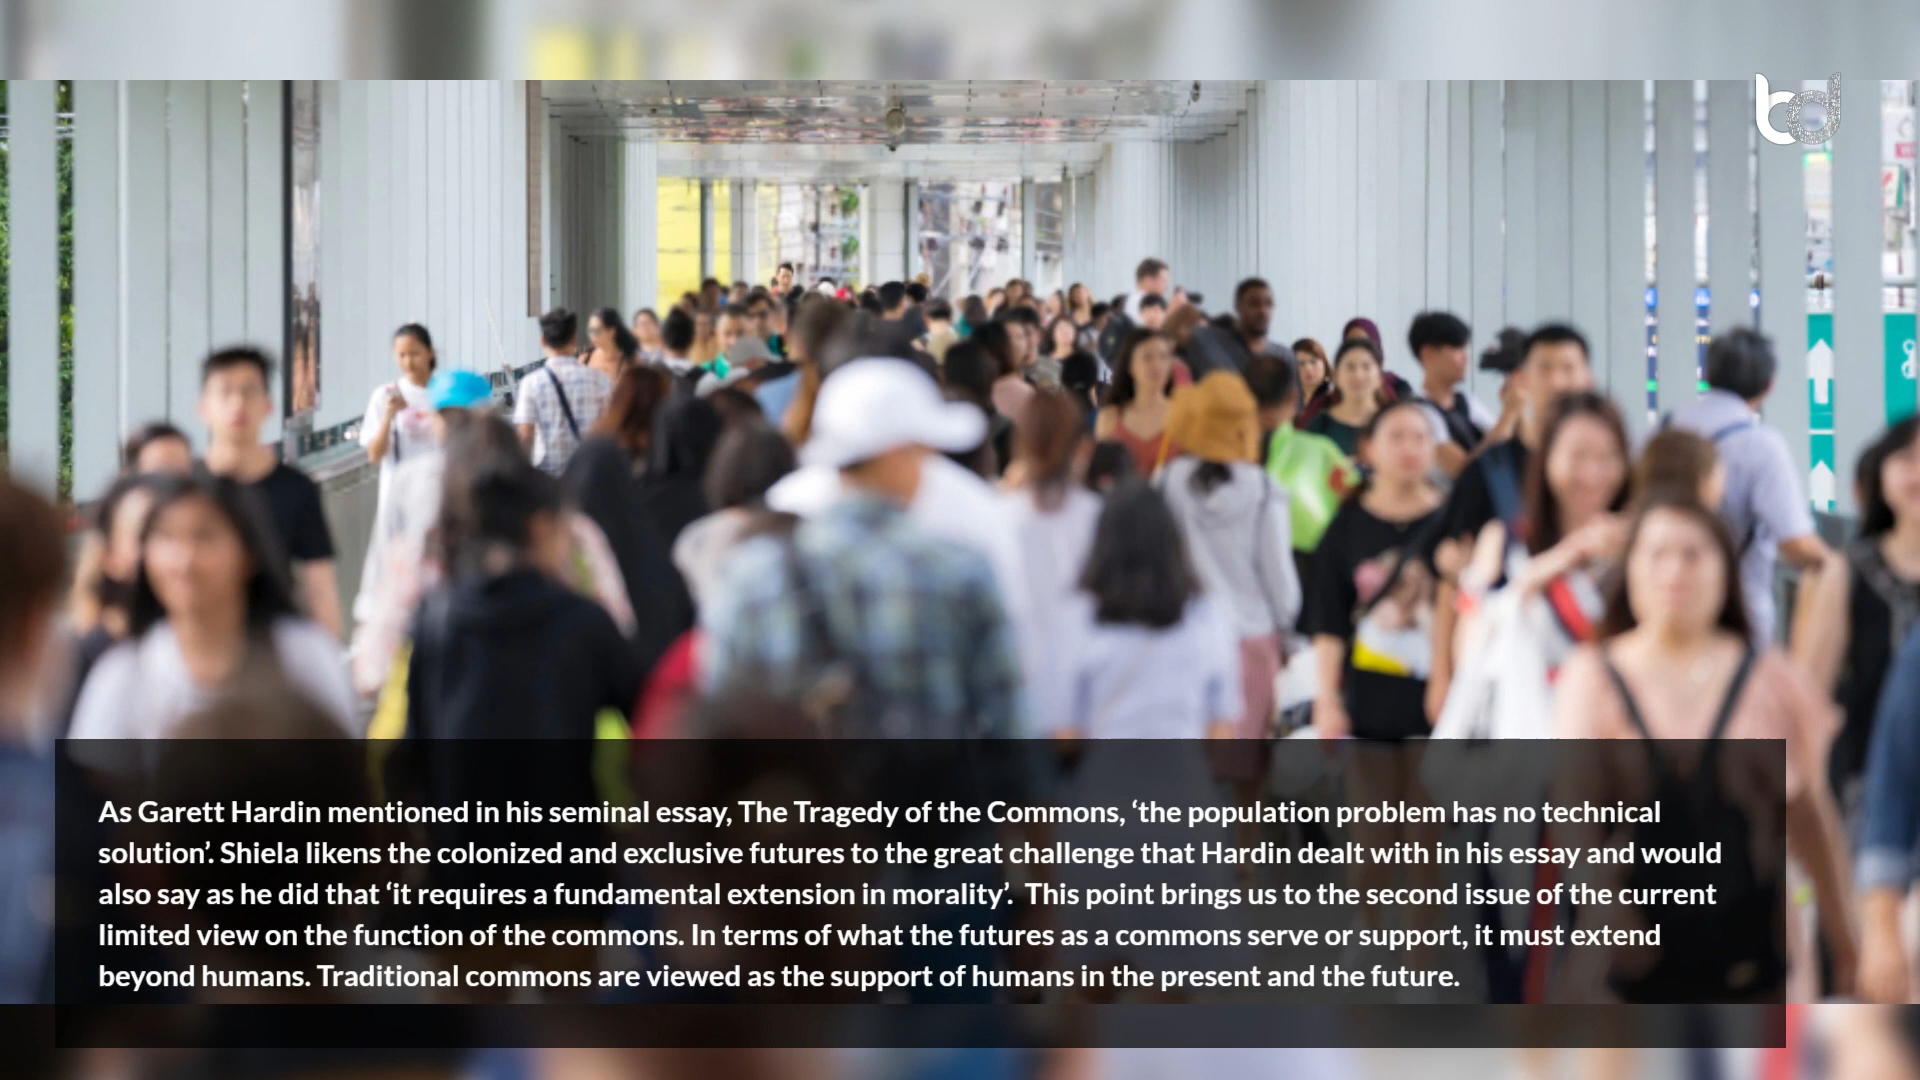 bd
As Garett Hardin mentioned in his seminal essay, The Tragedy of the Commons, ‘the population problem has no technical
solution’. Shiela likens the colonized and exclusive futures to the great challenge that Hardin dealt with in his essay and would
also say as he did that ‘it requires a fundamental extension in morality’.  This point brings us to the second issue of the current
limited view on the function of the commons. In terms of what the futures as a commons serve or support, it must extend
beyond humans. Traditional commons are viewed as the support of humans in the present and the future.